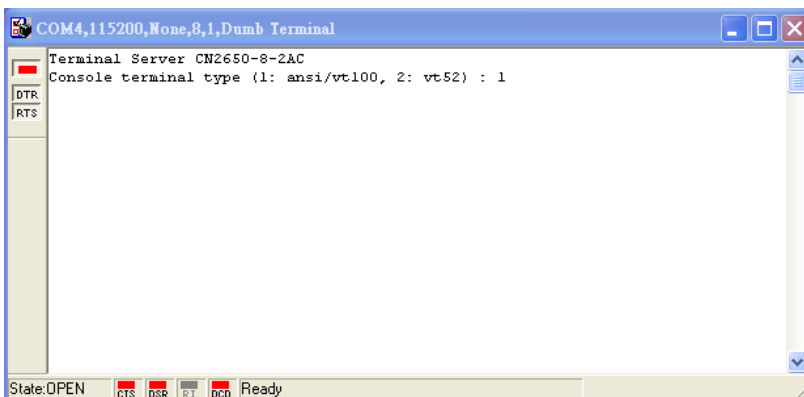 COM4,115200,None,8,1,Dumb Terminal
Terminal Server CN2650-8-2AC
Console terminal type (1: ansi/vt100, 2: vt52) : 1
DTR
RTS
State:OPEN CTS DSR RI DCD Ready